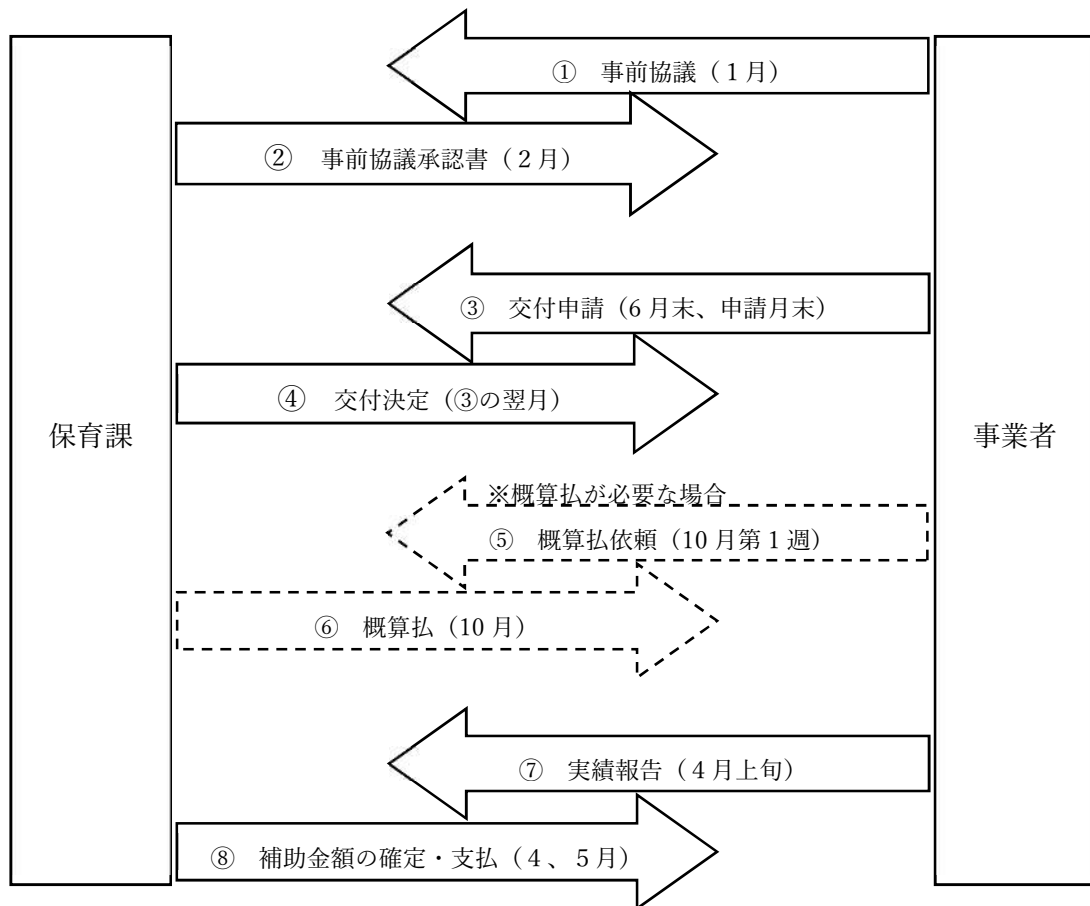 ① 事前協議（１月）
② 事前協議承認書（２月）
③ 交付申請（6 月末、申請月末）
④ 交付決定（③の翌月）
保育課
事業者
※概算払が必要な場合
⑤ 概算払依頼（10 月第 1 週）
⑥ 概算払（10 月）
⑦ 実績報告（４月上旬）
⑧ 補助金額の確定・支払（４、５月）